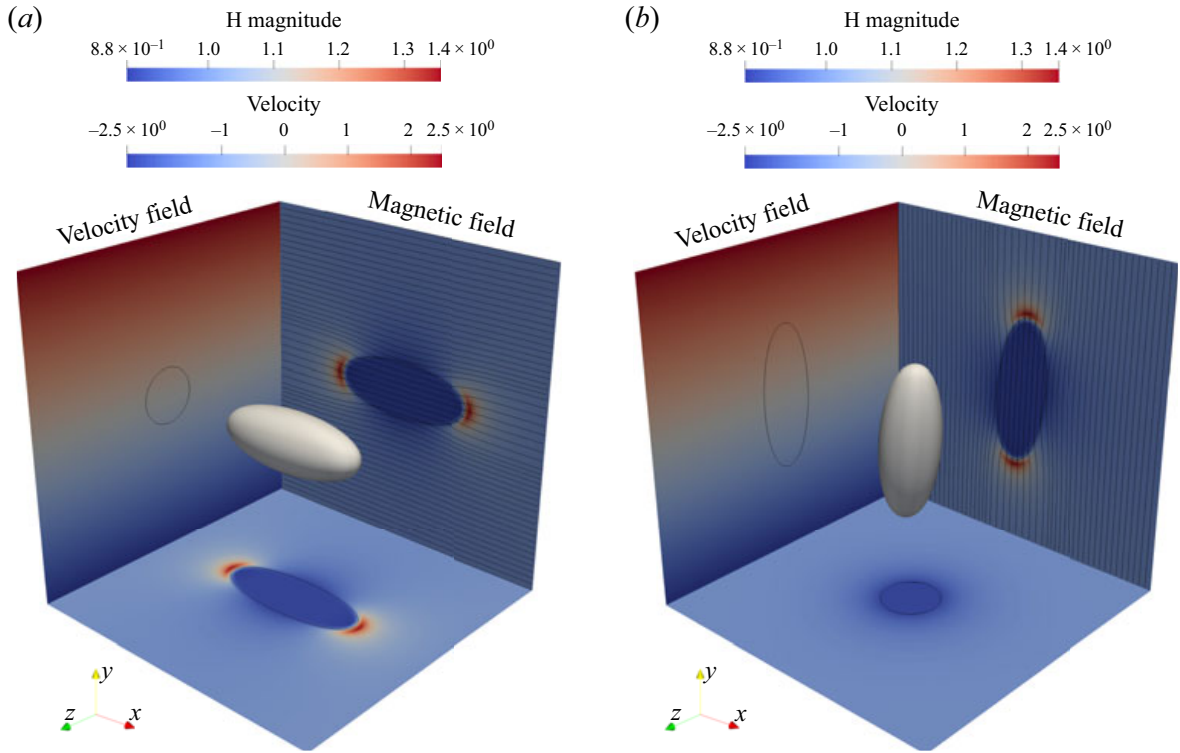 (a)
H magnitude
8.8 × 10⁻¹ 1.0 1.1 1.2 1.3 1.4 × 10⁰
Velocity
–2.5 × 10⁰ –1 0 1 2 2.5 × 10⁰
Velocity field
Magnetic field
y
z
x
(b)
H magnitude
8.8 × 10⁻¹ 1.0 1.1 1.2 1.3 1.4 × 10⁰
Velocity
–2.5 × 10⁰ –1 0 1 2 2.5 × 10⁰
Velocity field
Magnetic field
y
z
x